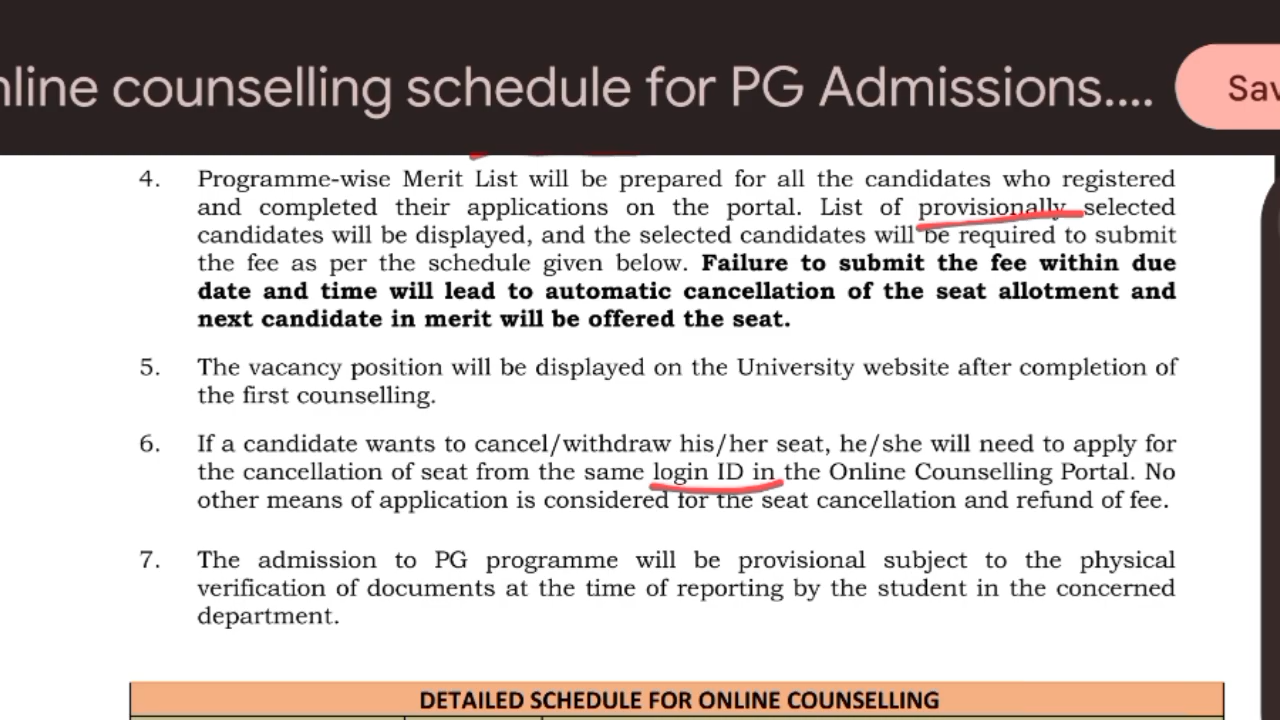 nline counselling schedule for PG Admissions....
Sav
4. Programme-wise Merit List will be prepared for all the candidates who registered
and completed their applications on the portal. List of provisionally selected
candidates will be displayed, and the selected candidates will be required to submit
the fee as per the schedule given below. Failure to submit the fee within due
date and time will lead to automatic cancellation of the seat allotment and
next candidate in merit will be offered the seat.
5. The vacancy position will be displayed on the University website after completion of
the first counselling.
6. If a candidate wants to cancel/withdraw his/her seat, he/she will need to apply for
the cancellation of seat from the same login ID in the Online Counselling Portal. No
other means of application is considered for the seat cancellation and refund of fee.
7. The admission to PG programme will be provisional subject to the physical
verification of documents at the time of reporting by the student in the concerned
department.
DETAILED SCHEDULE FOR ONLINE COUNSELLING